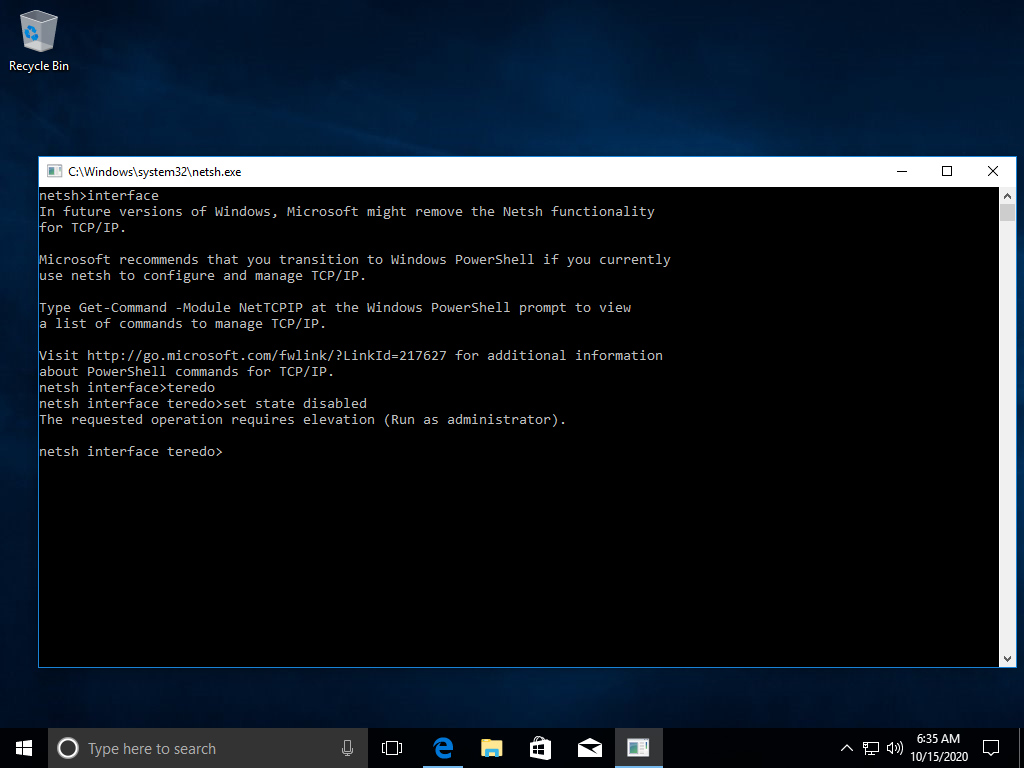 Recycle Bin
C:\Windows\system32\netsh.exe
netsh>interface
In future versions of Windows, Microsoft might remove the Netsh functionality
for TCP/IP.
Microsoft recommends that you transition to Windows PowerShell if you currently
use netsh to configure and manage TCP/IP.
Type Get-Command -Module NetTCPIP at the Windows PowerShell prompt to view
a list of commands to manage TCP/IP.
Visit http://go.microsoft.com/fwlink/?LinkId=217627 for additional information
about PowerShell commands for TCP/IP.
netsh interface>teredo
netsh interface teredo>set state disabled
The requested operation requires elevation (Run as administrator).
netsh interface teredo>
Type here to search
6:35 AM
10/15/2020